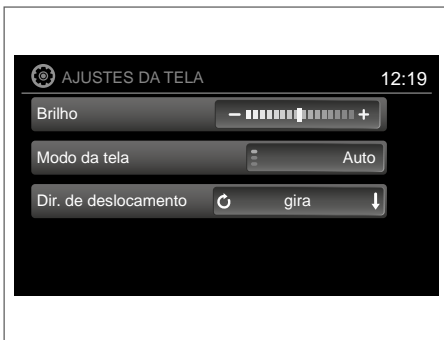 AJUSTES DA TELA 12:19
Brilho − +
Modo da tela Auto
Dir. de deslocamento gira